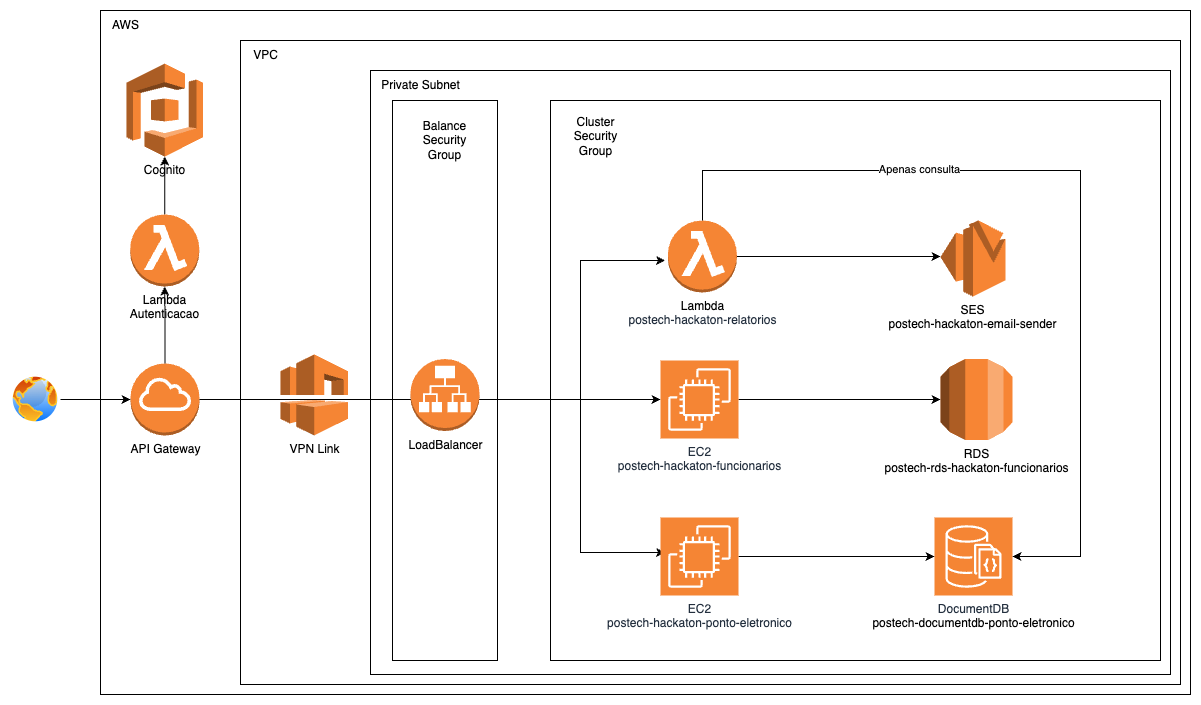 AWS
VPC
Private Subnet
Balance
Security
Group
Cluster
Security
Group
Cognito
Apenas consulta
Lambda
Autenticacao
Lambda
postech-hackaton-relatorios
SES
postech-hackaton-email-sender
API Gateway
VPN Link
LoadBalancer
EC2
postech-hackaton-funcionarios
RDS
postech-rds-hackaton-funcionarios
EC2
postech-hackaton-ponto-eletronico
DocumentDB
postech-documentdb-ponto-eletronico